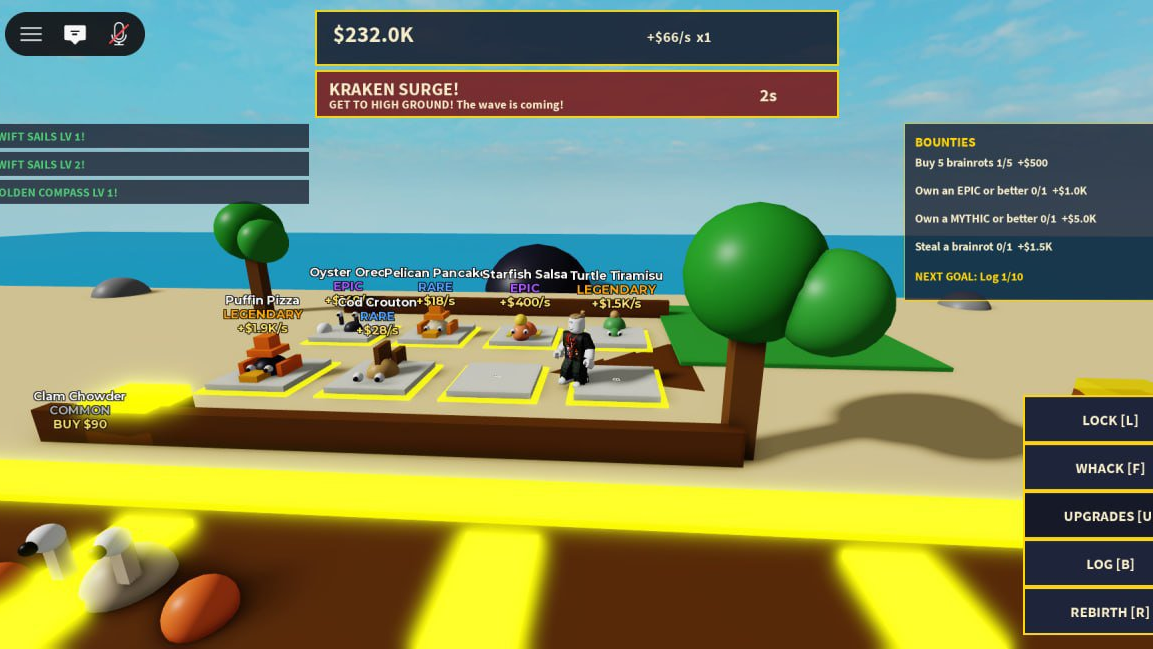 $232.0K
+$66/s x1
KRAKEN SURGE!
GET TO HIGH GROUND! The wave is coming!
2s
WIFT SAILS LV 1!
WIFT SAILS LV 2!
OLDEN COMPASS LV 1!
BOUNTIES
Buy 5 brainrots 1/5 +$500
Own an EPIC or better 0/1 +$1.0K
Own a MYTHIC or better 0/1 +$5.0K
Steal a brainrot 0/1 +$1.5K
NEXT GOAL: Log 1/10
Oyster Oreo
EPIC
Pelican Pancake
RARE
+$18/s
Starfish Salsa
EPIC
+$400/s
Turtle Tiramisu
LEGENDARY
+$1.5K/s
Puffin Pizza
LEGENDARY
+$1.9K/s
Cod Crouton
RARE
+$28/s
Clam Chowder
COMMON
BUY $90
LOCK [L]
WHACK [F]
UPGRADES [U
LOG [B]
REBIRTH [R]